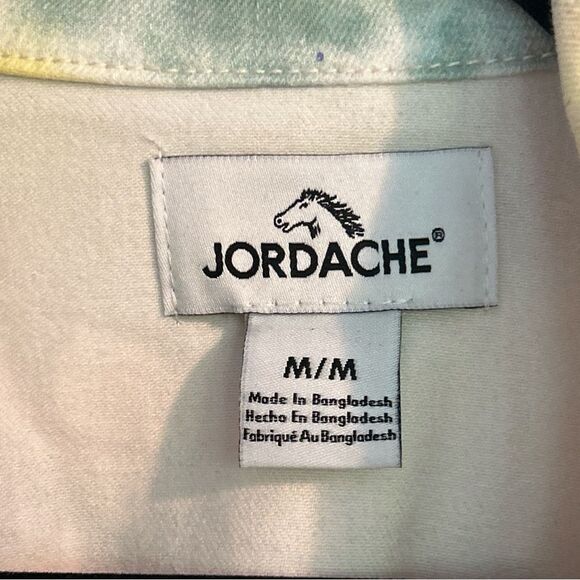 JORDACHE®
M/M
Made In Bangladesh
Hecho En Bangladesh
Fabriqué Au Bangladesh